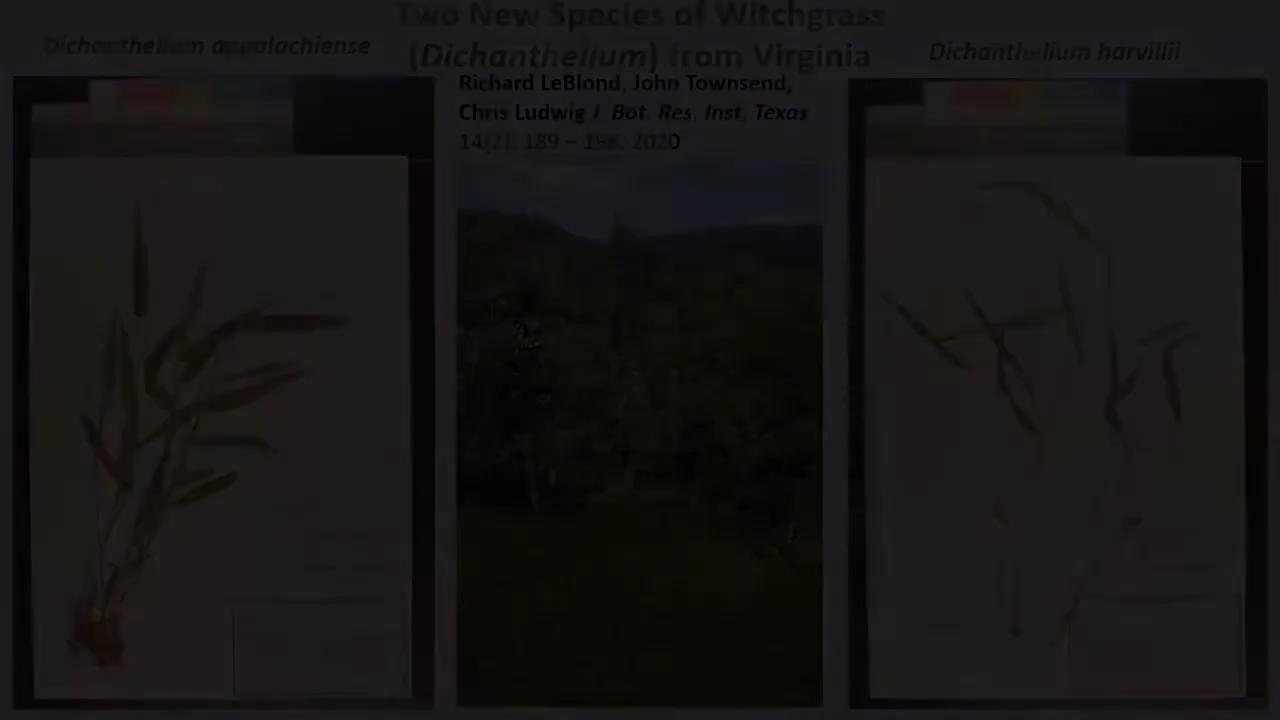 Two New Species of Witchgrass
(Dichanthelium) from Virginia
Dichanthelium appalachiense
Dichanthelium harvillii
Richard LeBlond, John Townsend,
Chris Ludwig J. Bot. Res. Inst. Texas
14(2): 189 – 198, 2020